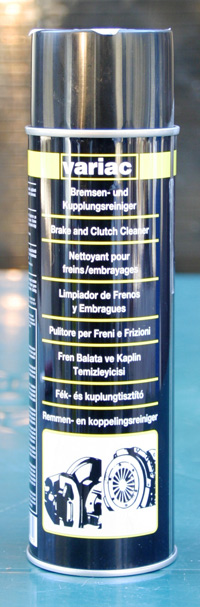 variac
Bremsen- und
Kupplungsreiniger
Brake and Clutch Cleaner
Nettoyant pour
freins/embrayages
Limpiador de Frenos
y Embragues
Pulitore per Freni e Frizioni
Fren Balata ve Kaplin
Temizleyicisi
Fék- és kuplungtisztító
Remmen- en koppelingsreiniger